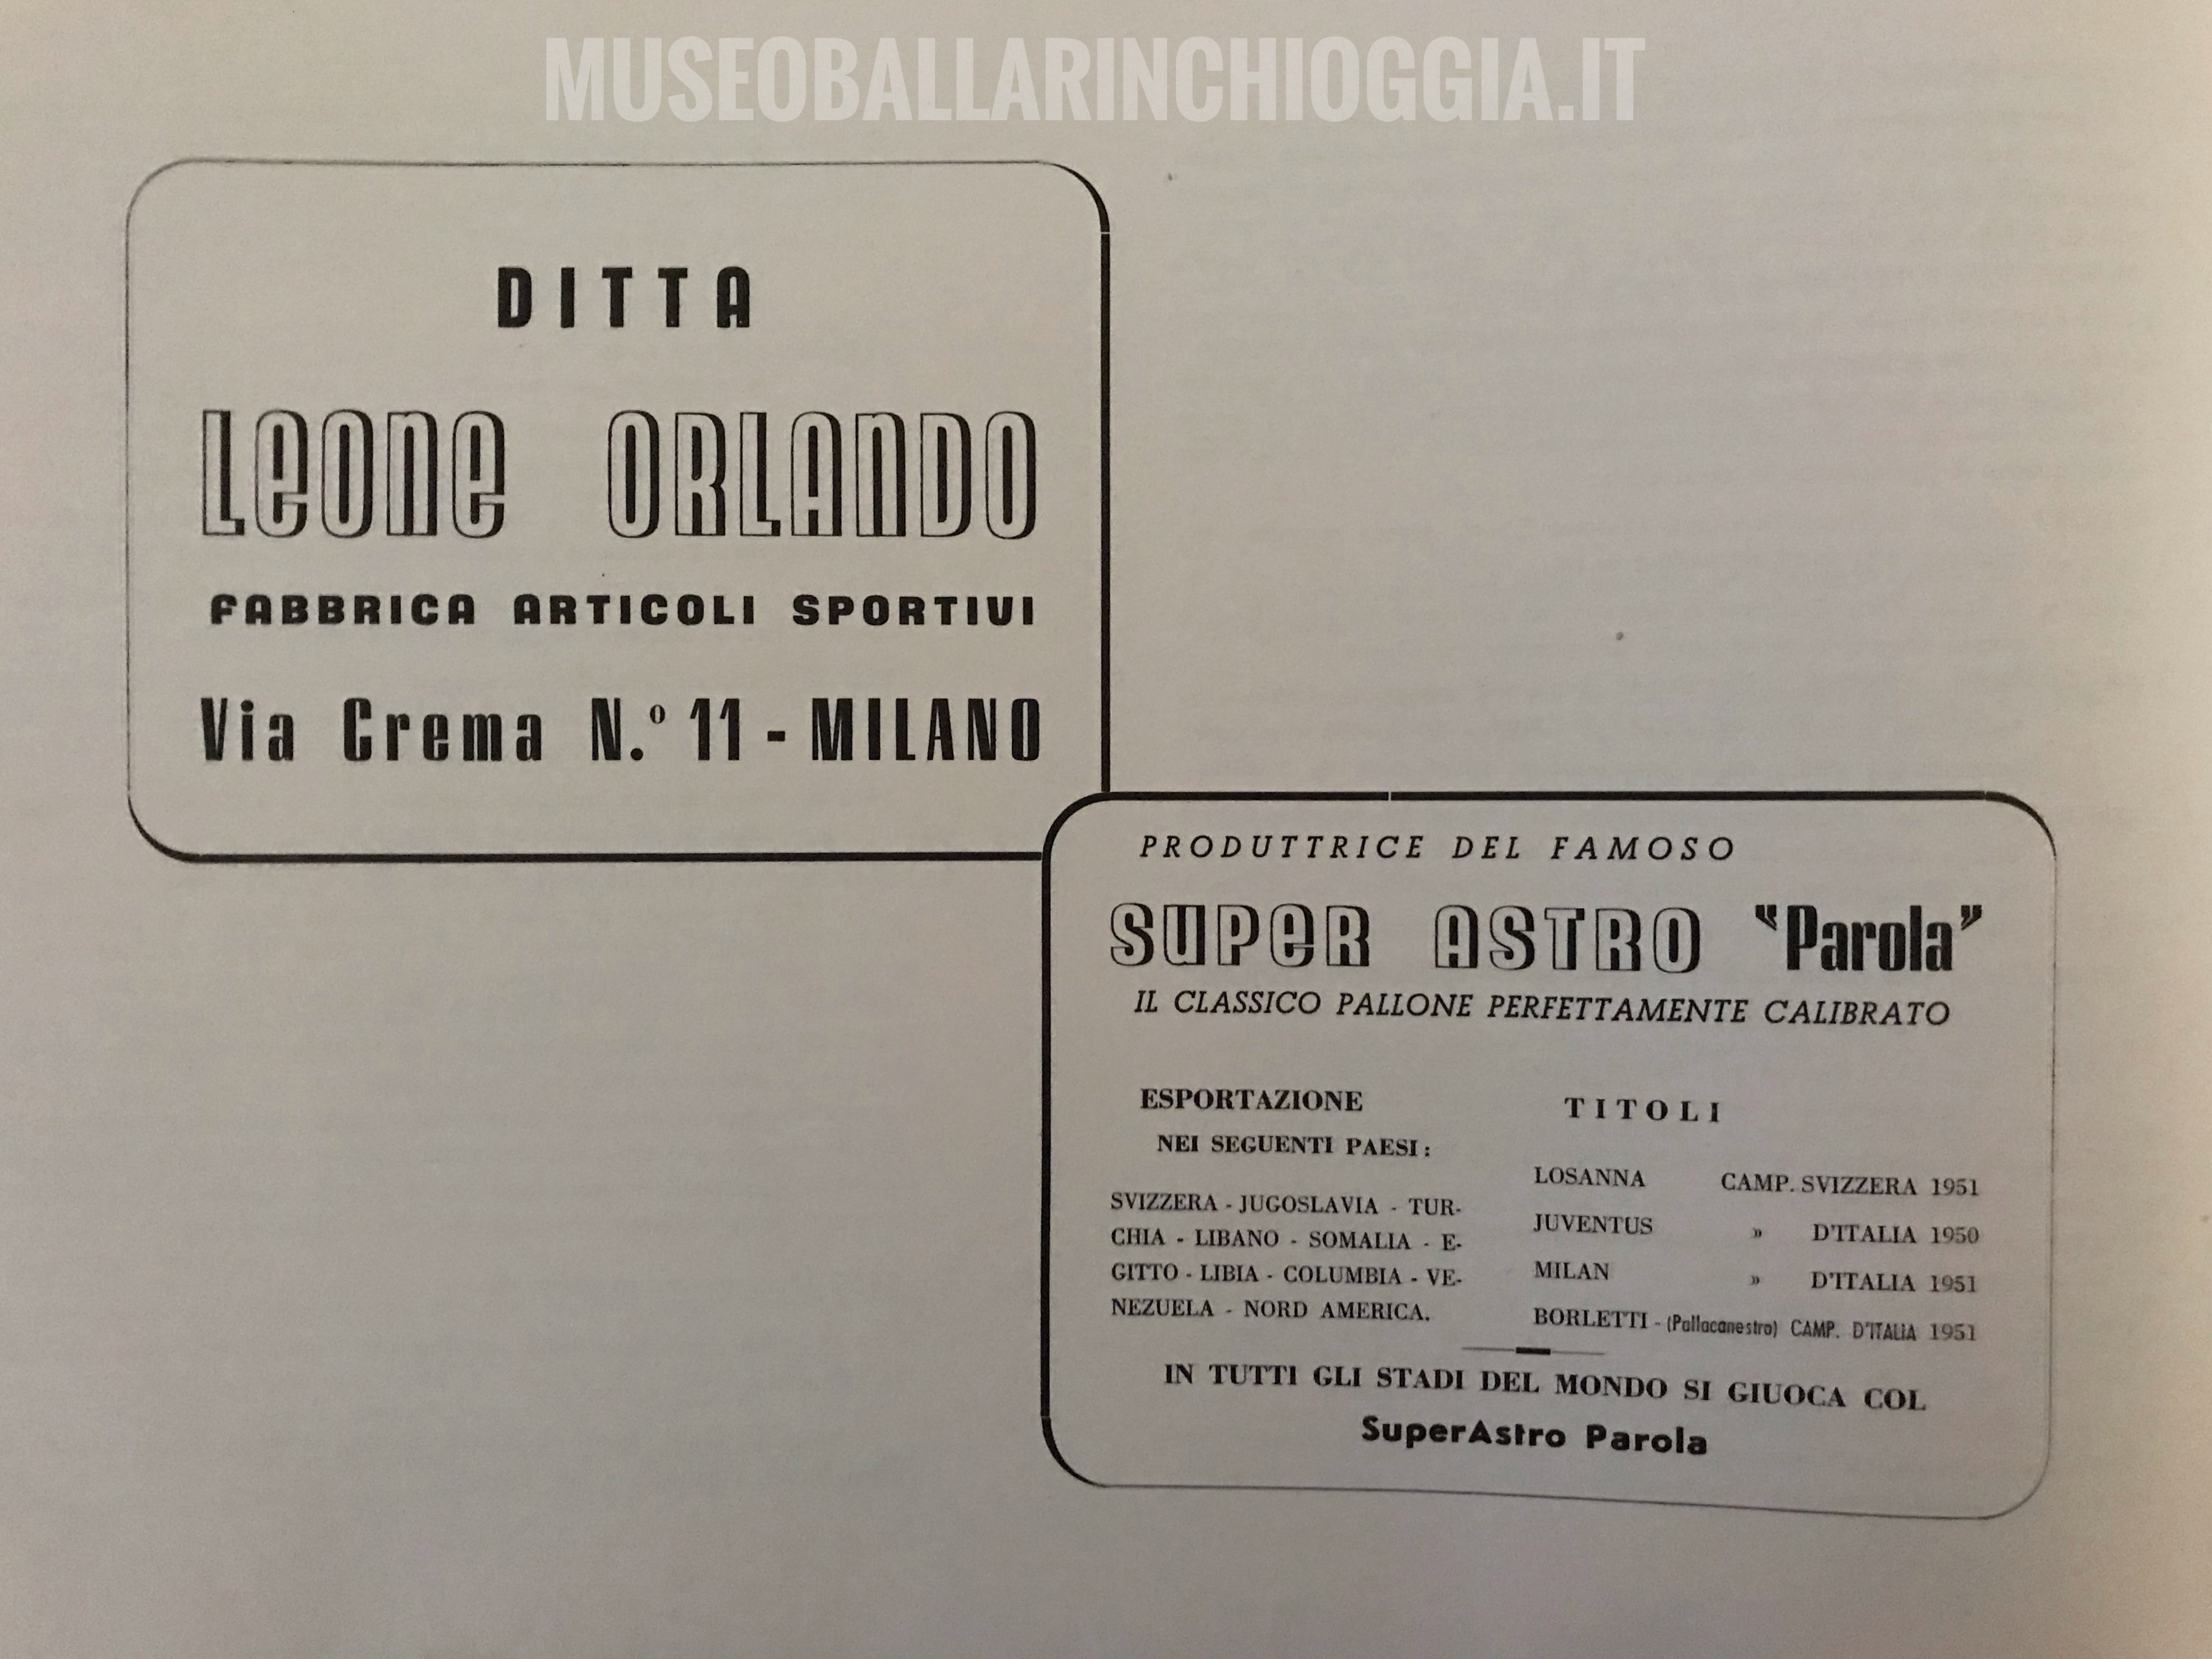 MUSEOBALLARINCHIOGGIA.IT
DITTA
LEONE ORLANDO
FABBRICA ARTICOLI SPORTIVI
Via Crema N.º 11 - MILANO
PRODUTTRICE DEL FAMOSO
SUPER ASTRO "Parola"
IL CLASSICO PALLONE PERFETTAMENTE CALIBRATO
ESPORTAZIONE
NEI SEGUENTI PAESI:
SVIZZERA - JUGOSLAVIA - TUR-
CHIA - LIBANO - SOMALIA - E-
GITTO - LIBIA - COLUMBIA - VE-
NEZUELA - NORD AMERICA.
TITOLI
LOSANNA CAMP. SVIZZERA 1951
JUVENTUS » D'ITALIA 1950
MILAN » D'ITALIA 1951
BORLETTI - (Pallacanestro) CAMP. D'ITALIA 1951
IN TUTTI GLI STADI DEL MONDO SI GIUOCA COL
SuperAstro Parola